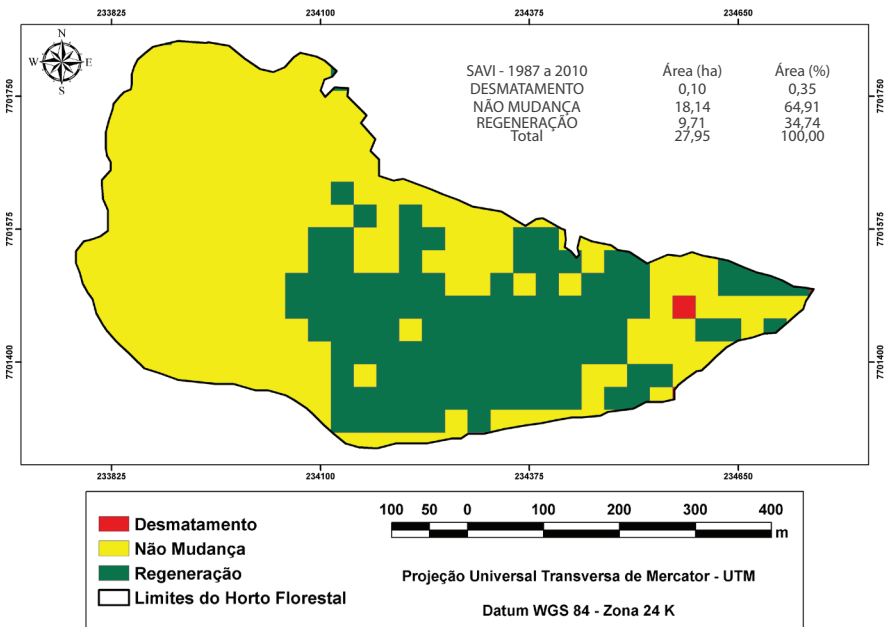 233825 234100 234375 234650
N
W E
S
7701750 7701575 7701400
7701750 7701575 7701400
SAVI - 1987 a 2010 Área (ha) Área (%)
DESMATAMENTO 0,10 0,35
NÃO MUDANÇA 18,14 64,91
REGENERAÇÃO 9,71 34,74
Total 27,95 100,00
233825 234100 234375 234650
Desmatamento
Não Mudança
Regeneração
Limites do Horto Florestal
100 50 0 100 200 300 400
m
Projeção Universal Transversa de Mercator - UTM
Datum WGS 84 - Zona 24 K